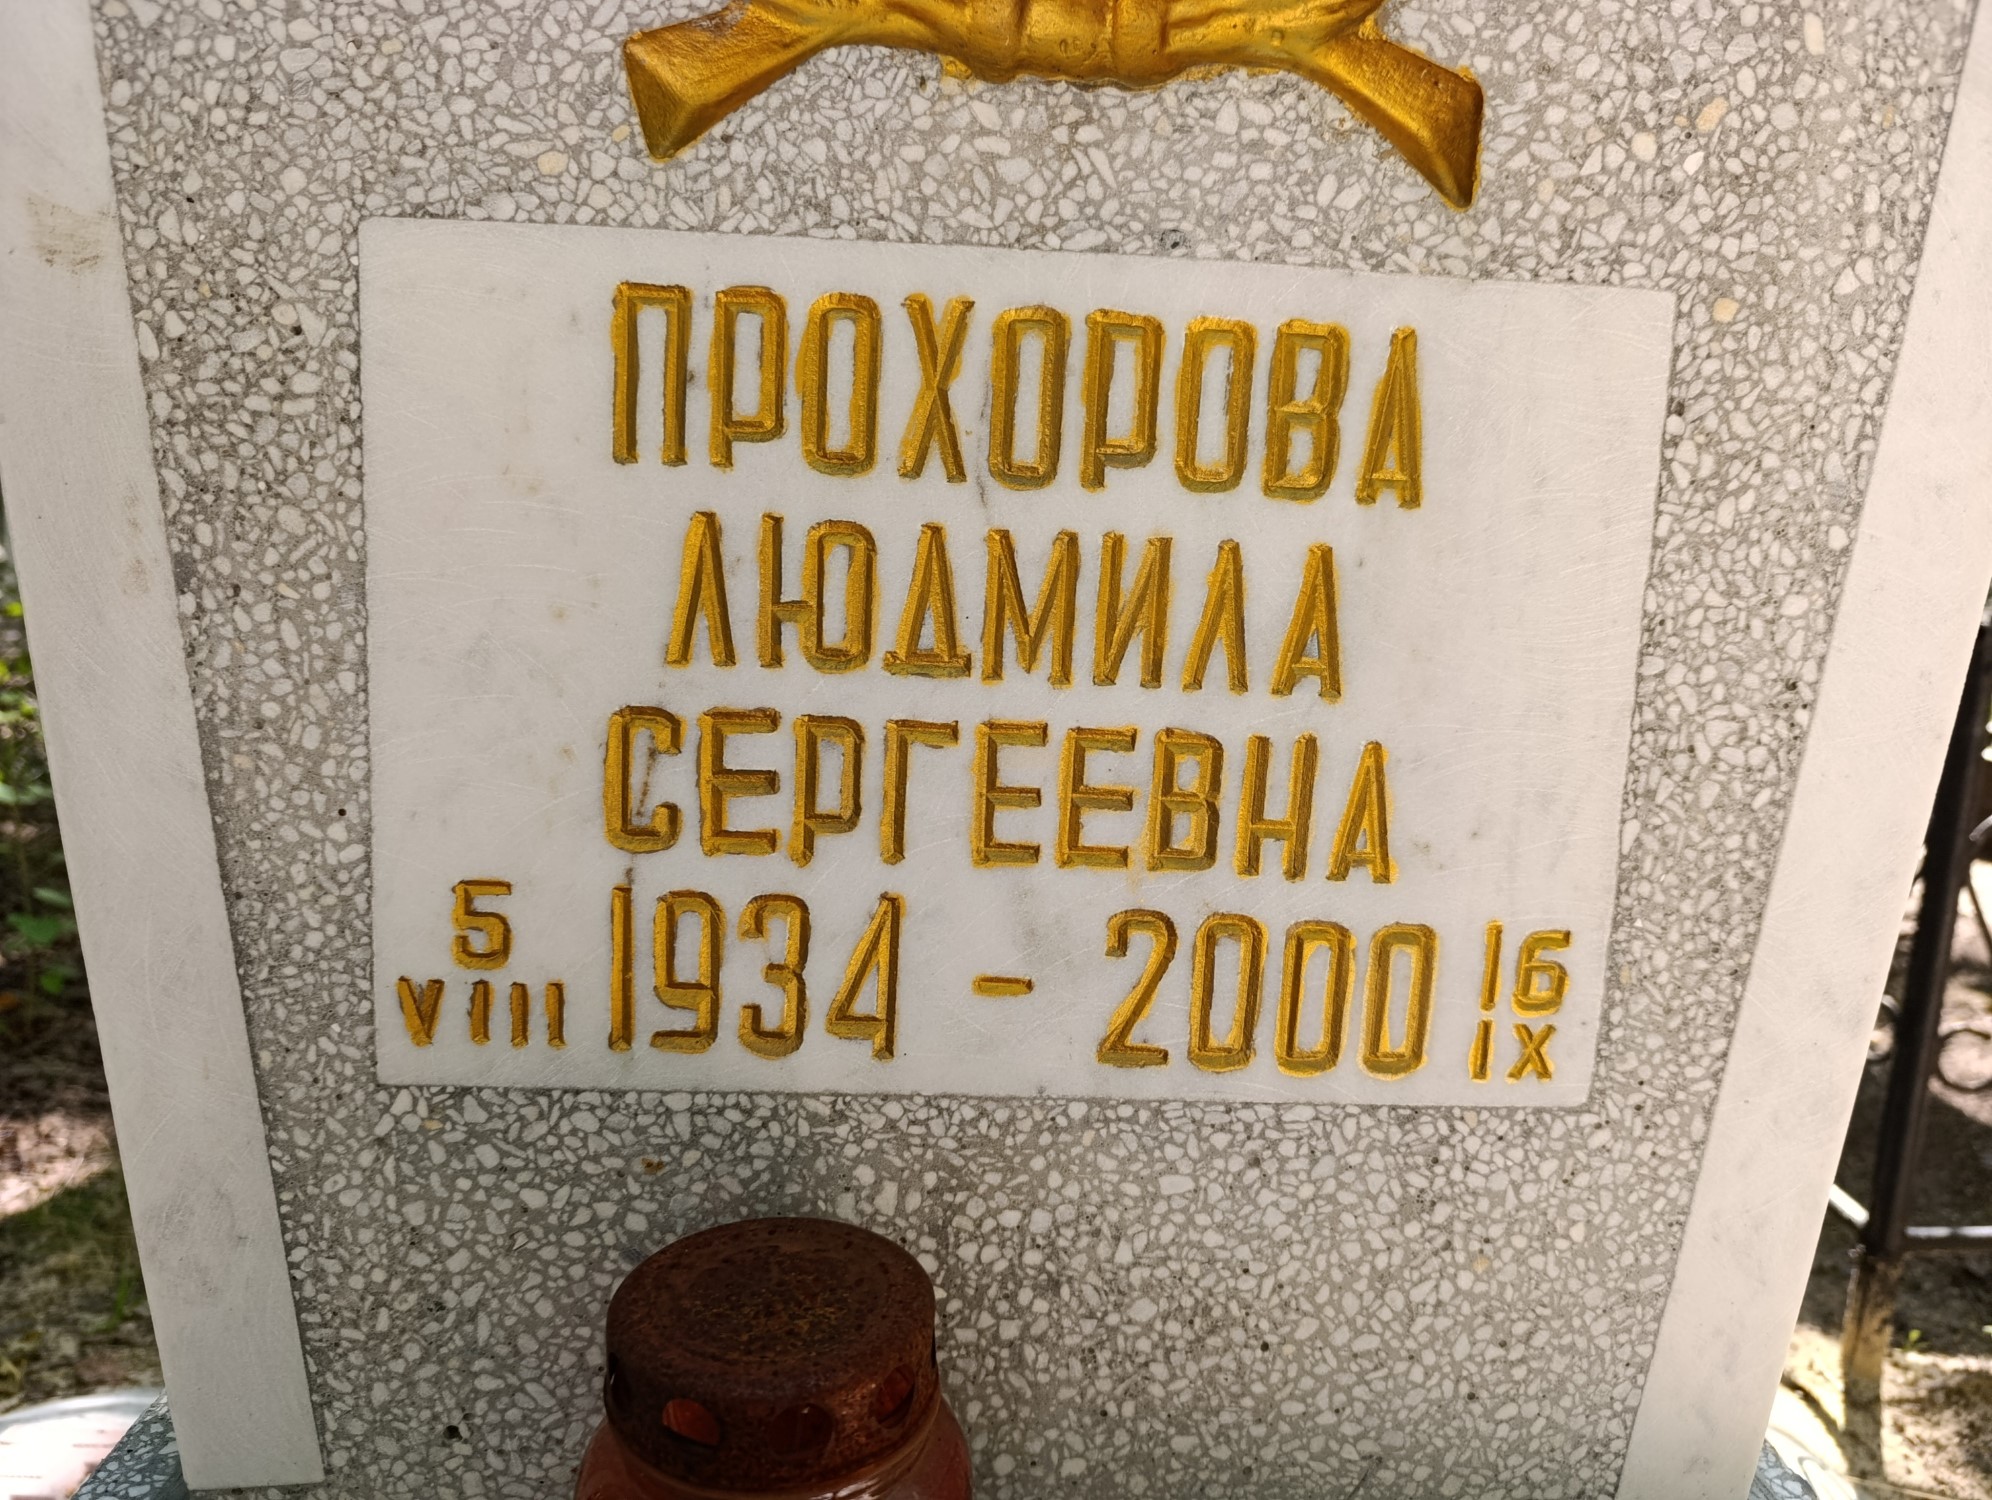 ПРОХОРОВА
ЛЮДМИЛА
СЕРГЕЕВНА
5 VIII 1934 - 2000 16 IX